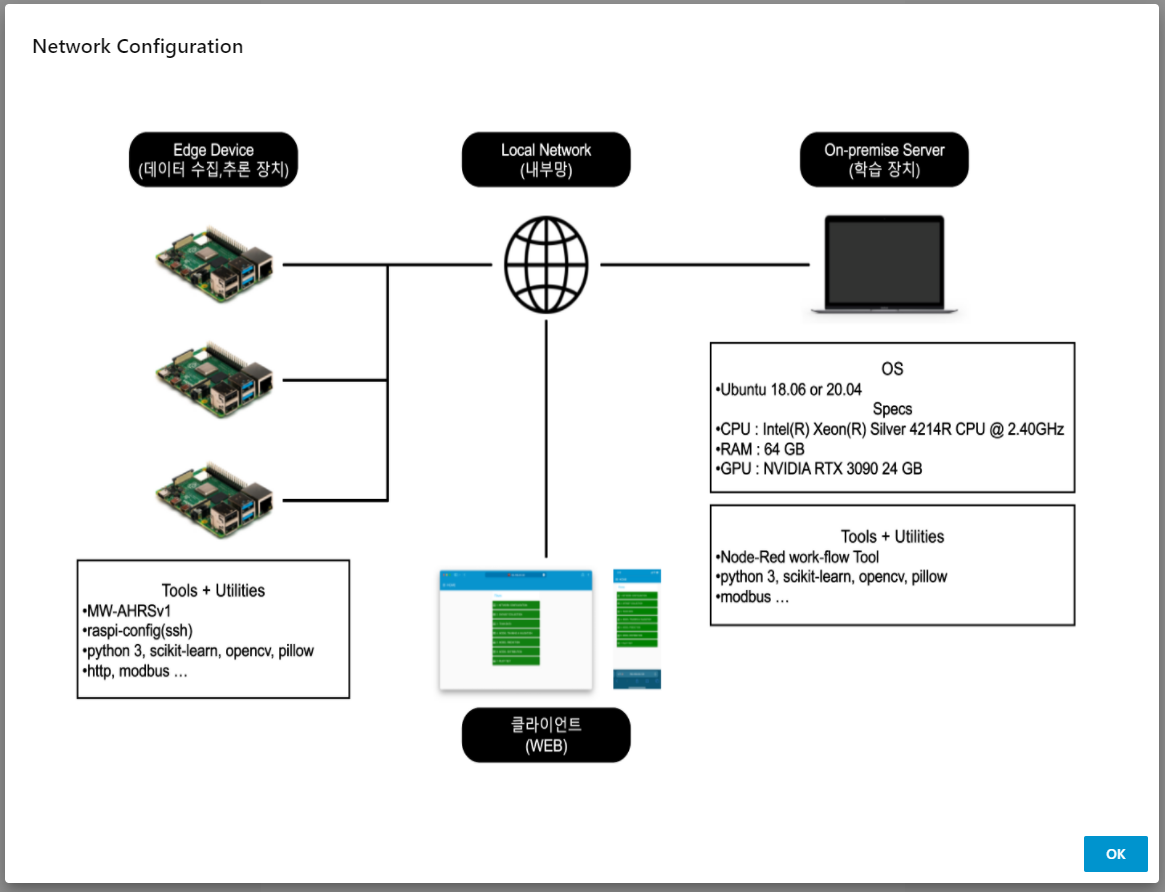 Network Configuration
Edge Device
(데이터 수집,추론 장치)
Local Network
(내부망)
On-premise Server
(학습 장치)
OS
•Ubuntu 18.06 or 20.04
Specs
•CPU : Intel(R) Xeon(R) Silver 4214R CPU @ 2.40GHz
•RAM : 64 GB
•GPU : NVIDIA RTX 3090 24 GB
Tools + Utilities
•Node-Red work-flow Tool
•python 3, scikit-learn, opencv, pillow
•modbus …
Tools + Utilities
•MW-AHRSv1
•raspi-config(ssh)
•python 3, scikit-learn, opencv, pillow
•http, modbus …
클라이언트
(WEB)
OK